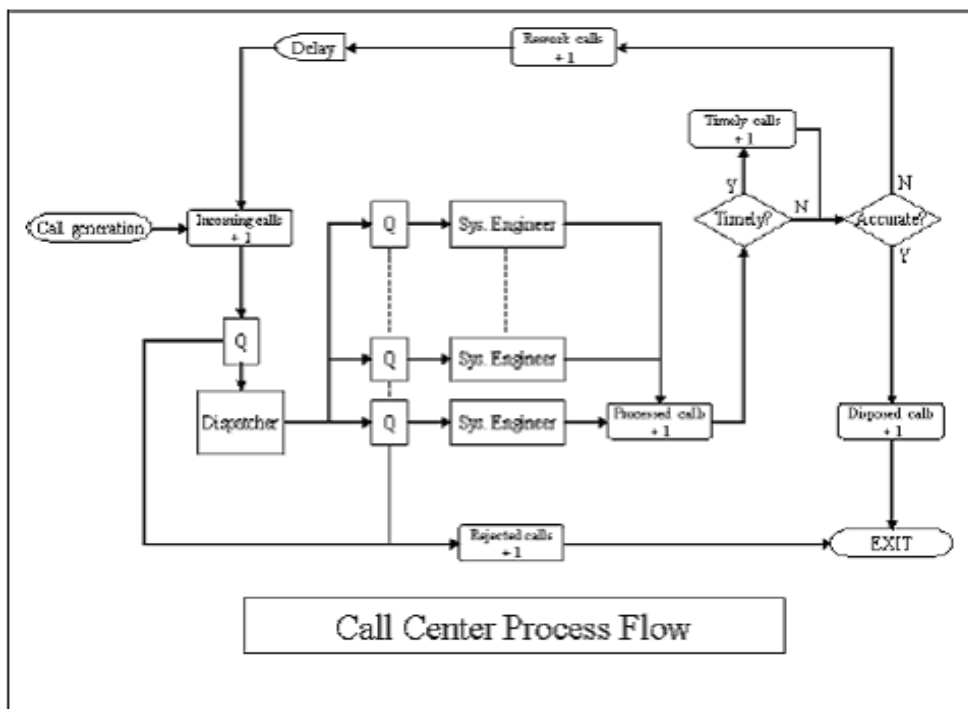 Delay
Rework calls
+ 1
Timely calls
+ 1
Y
N
Timely?
N
Accurate?
Y
Call generation
Incoming calls
+ 1
Q
Sys. Engineer
Q
Q
Sys. Engineer
Dispatcher
Q
Sys. Engineer
Processed calls
+ 1
Disposed calls
+ 1
Rejected calls
+ 1
EXIT
Call Center Process Flow